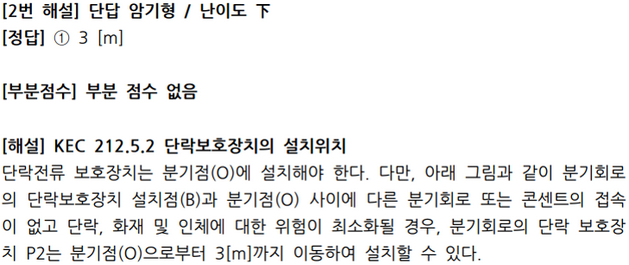 [2번 해설] 단답 암기형 / 난이도 下
[정답] ① 3 [m]
[부분점수] 부분 점수 없음
[해설] KEC 212.5.2 단락보호장치의 설치위치
단락전류 보호장치는 분기점(O)에 설치해야 한다. 다만, 아래 그림과 같이 분기회로
의 단락보호장치 설치점(B)과 분기점(O) 사이에 다른 분기회로 또는 콘센트의 접속
이 없고 단락, 화재 및 인체에 대한 위험이 최소화될 경우, 분기회로의 단락 보호장
치 P2는 분기점(O)으로부터 3[m]까지 이동하여 설치할 수 있다.